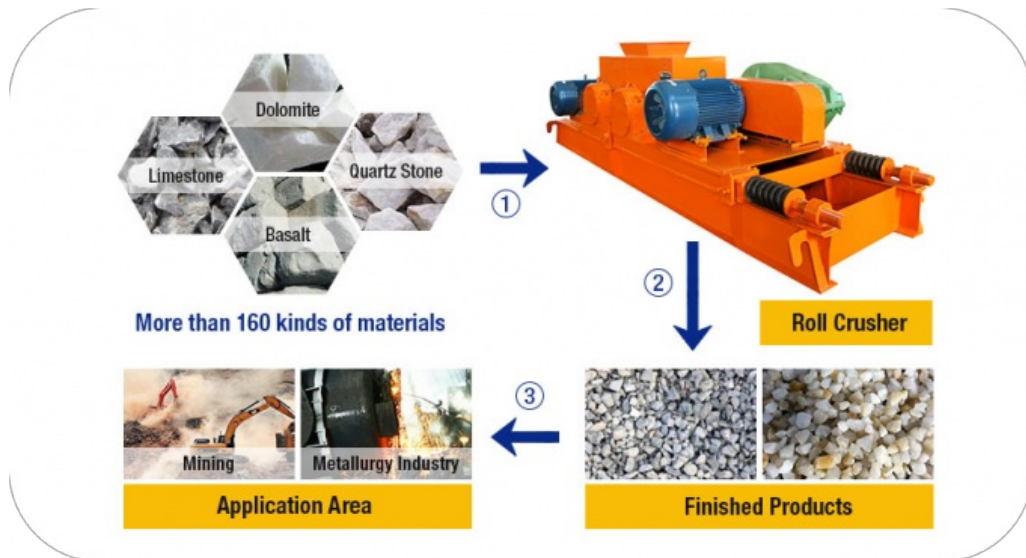 Dolomite
Limestone
Quartz Stone
Basalt
More than 160 kinds of materials
①
Roll Crusher
②
Finished Products
③
Mining
Metallurgy Industry
Application Area